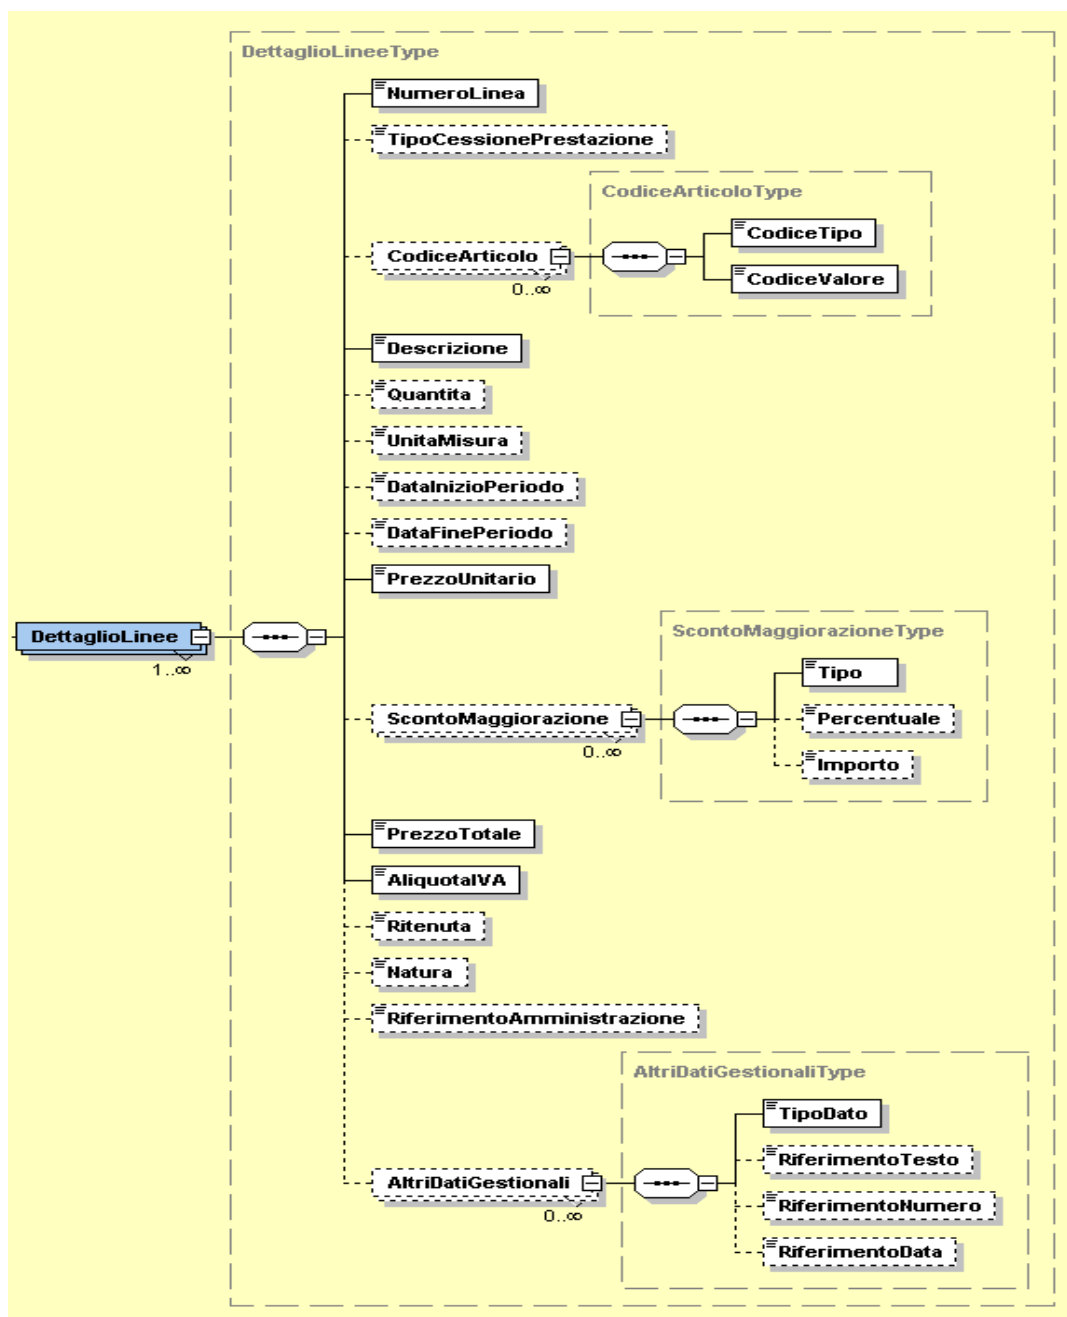 DettaglioLineeType
NumeroLinea
TipoCessionePrestazione
CodiceArticoloType
CodiceTipo
CodiceArticolo
CodiceValore
0..∞
Descrizione
Quantita
UnitaMisura
DataInizioPeriodo
DataFinePeriodo
PrezzoUnitario
DettaglioLinee
1..∞
ScontoMaggiorazioneType
Tipo
ScontoMaggiorazione
Percentuale
0..∞
Importo
PrezzoTotale
AliquotaIVA
Ritenuta
Natura
RiferimentoAmministrazione
AltriDatiGestionaliType
TipoDato
RiferimentoTesto
AltriDatiGestionali
0..∞
RiferimentoNumero
RiferimentoData